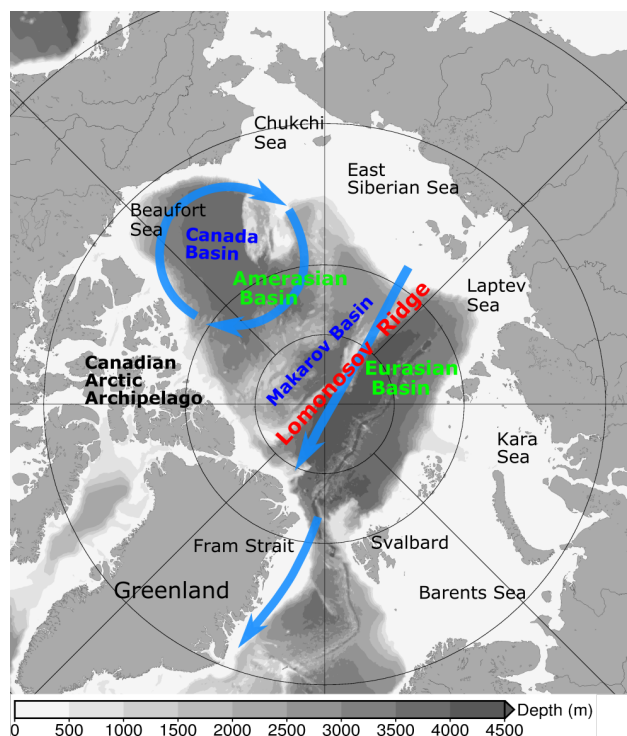 Chukchi
Sea
East
Siberian Sea
Beaufort
Sea
Canada
Basin
Amerasian
Basin
Laptev
Sea
Makarov Basin
Lomonosov Ridge
Canadian
Arctic
Archipelago
Eurasian
Basin
Kara
Sea
Fram Strait
Svalbard
Greenland
Barents Sea
Depth (m)
0 500 1000 1500 2000 2500 3000 3500 4000 4500